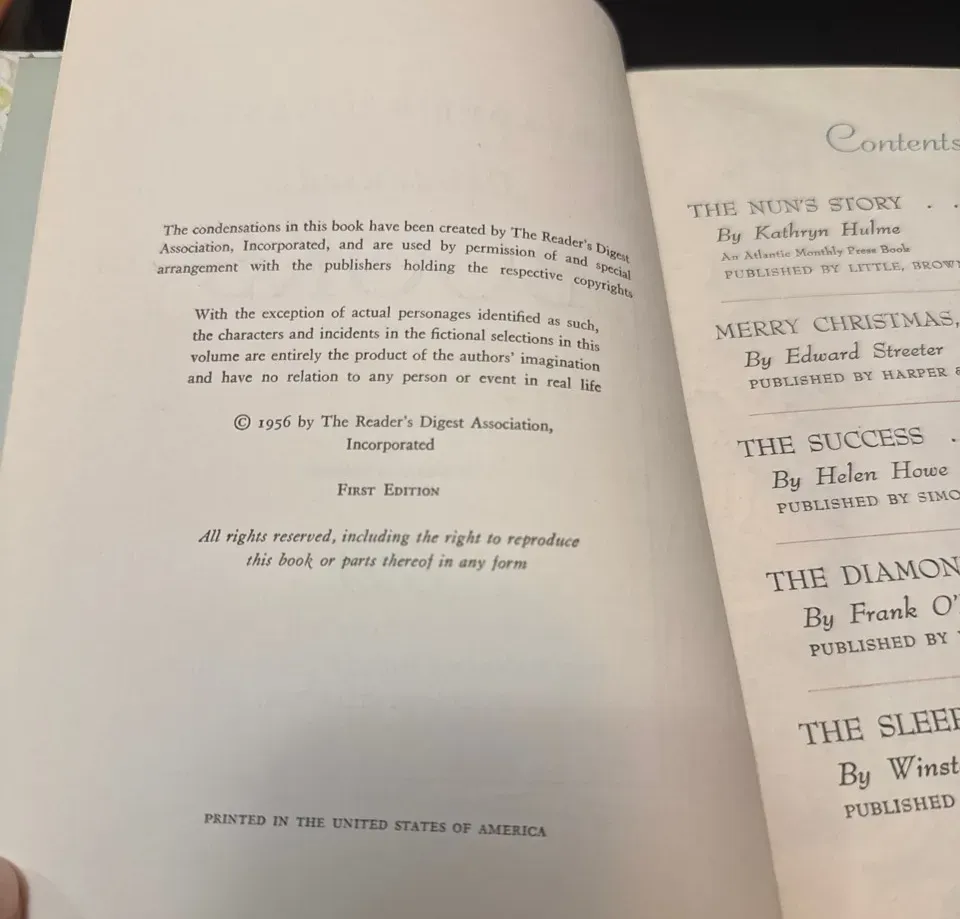 The condensations in this book have been created by The Reader's Digest
Association, Incorporated, and are used by permission of and special
arrangement with the publishers holding the respective copyrights
With the exception of actual personages identified as such,
the characters and incidents in the fictional selections in this
volume are entirely the product of the authors' imagination
and have no relation to any person or event in real life
© 1956 by The Reader's Digest Association,
Incorporated
First Edition
All rights reserved, including the right to reproduce
this book or parts thereof in any form
PRINTED IN THE UNITED STATES OF AMERICA
Contents
THE NUN'S STORY . .
By Kathryn Hulme
An Atlantic Monthly Press Book
PUBLISHED BY LITTLE, BROWN
MERRY CHRISTMAS,
By Edward Streeter
PUBLISHED BY HARPER &
THE SUCCESS .
By Helen Howe
PUBLISHED BY SIMO
THE DIAMON
By Frank O'
PUBLISHED BY
THE SLEEP
By Winst
PUBLISHED